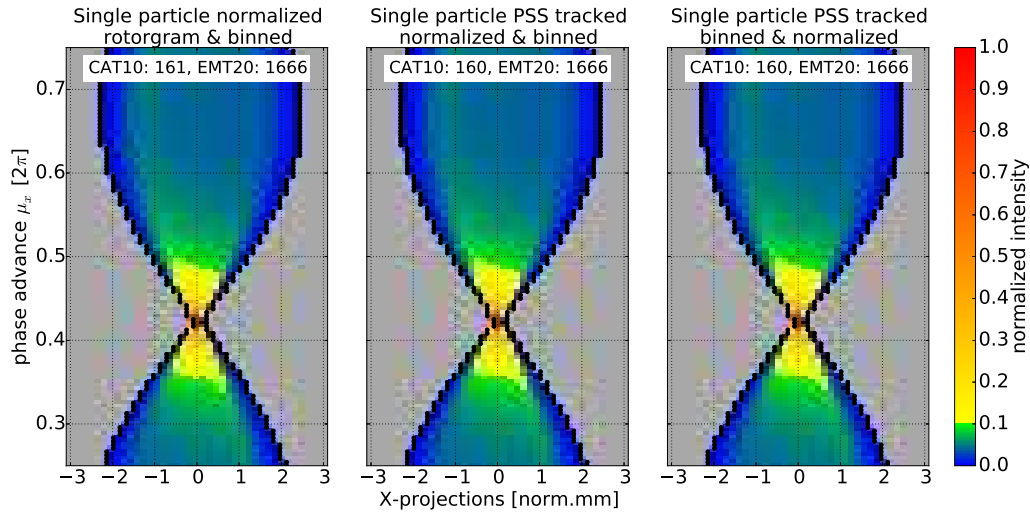 Single particle normalized
rotorgram & binned
Single particle PSS tracked
normalized & binned
Single particle PSS tracked
binned & normalized
CAT10: 161, EMT20: 1666
CAT10: 160, EMT20: 1666
CAT10: 160, EMT20: 1666
phase advance μₓ [2π]
0.7
0.6
0.5
0.4
0.3
−3 −2 −1 0 1 2 3
−3 −2 −1 0 1 2 3
−3 −2 −1 0 1 2 3
X-projections [norm.mm]
1.0
0.9
0.8
0.7
0.6
0.5
0.4
0.3
0.2
0.1
0.0
normalized intensity